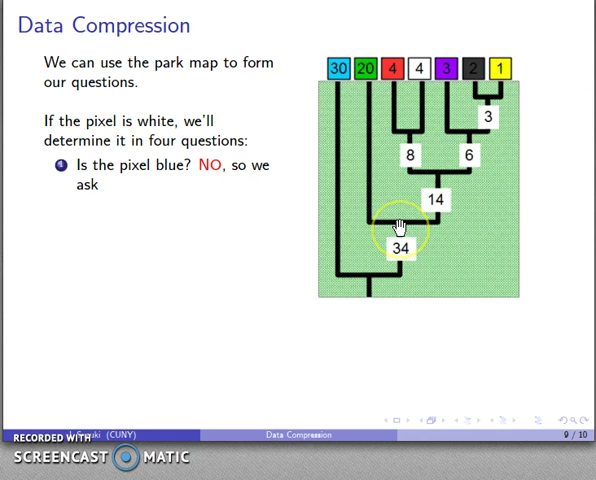 Data Compression
We can use the park map to form
our questions.
If the pixel is white, we'll
determine it in four questions:
1 Is the pixel blue? NO, so we
ask
30 20 4 4 3 2 1
3
8 6
14
34
(CUNY) Data Compression 9 / 10
RECORDED WITH
SCREENCAST MATIC